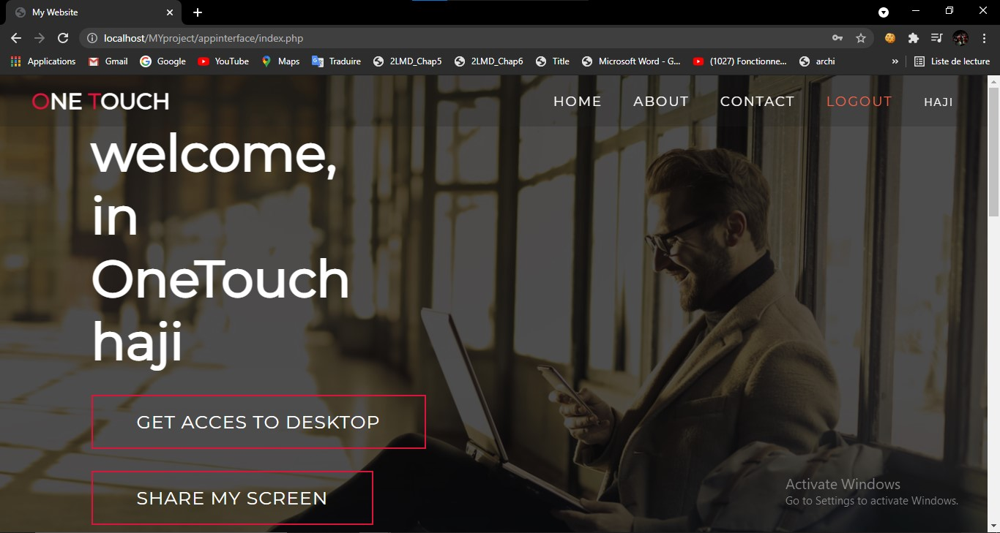 My Website
localhost/MYproject/appinterface/index.php
Applications Gmail Google YouTube Maps Traduire 2LMD_Chap5 2LMD_Chap6 Title Microsoft Word - G... (1027) Fonctionne... archi » Liste de lecture
ONE TOUCH HOME ABOUT CONTACT LOGOUT HAJI
welcome,
in
OneTouch
haji
GET ACCES TO DESKTOP
SHARE MY SCREEN
Activate Windows
Go to Settings to activate Windows.